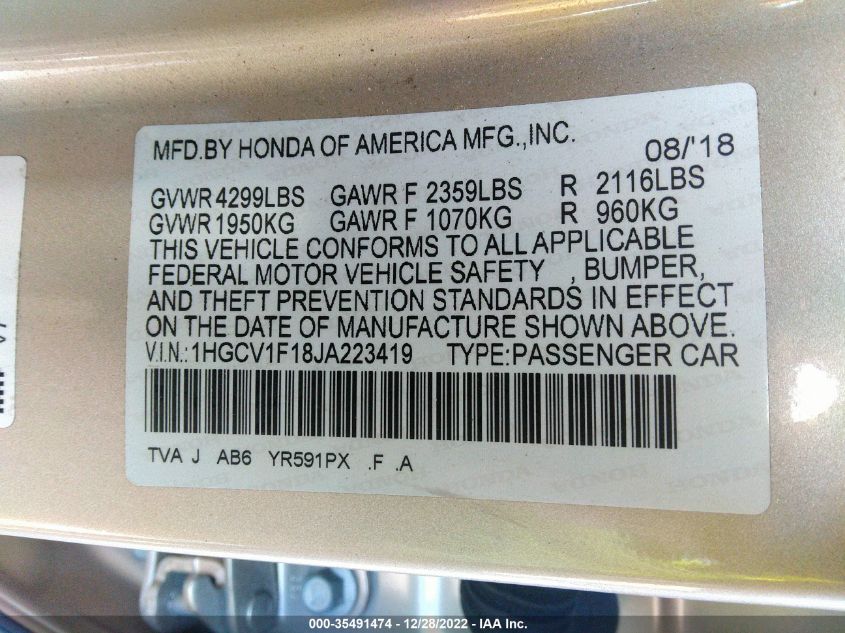 MFD.BY HONDA OF AMERICA MFG.,INC. 08/'18
GVWR 4299LBS GAWR F 2359LBS R 2116LBS
GVWR 1950KG GAWR F 1070KG R 960KG
THIS VEHICLE CONFORMS TO ALL APPLICABLE
FEDERAL MOTOR VEHICLE SAFETY , BUMPER,
AND THEFT PREVENTION STANDARDS IN EFFECT
ON THE DATE OF MANUFACTURE SHOWN ABOVE.
V.I.N.:1HGCV1F18JA223419 TYPE:PASSENGER CAR
TVA J AB6 YR591PX .F .A
000-35491474 - 12/28/2022 - IAA Inc.